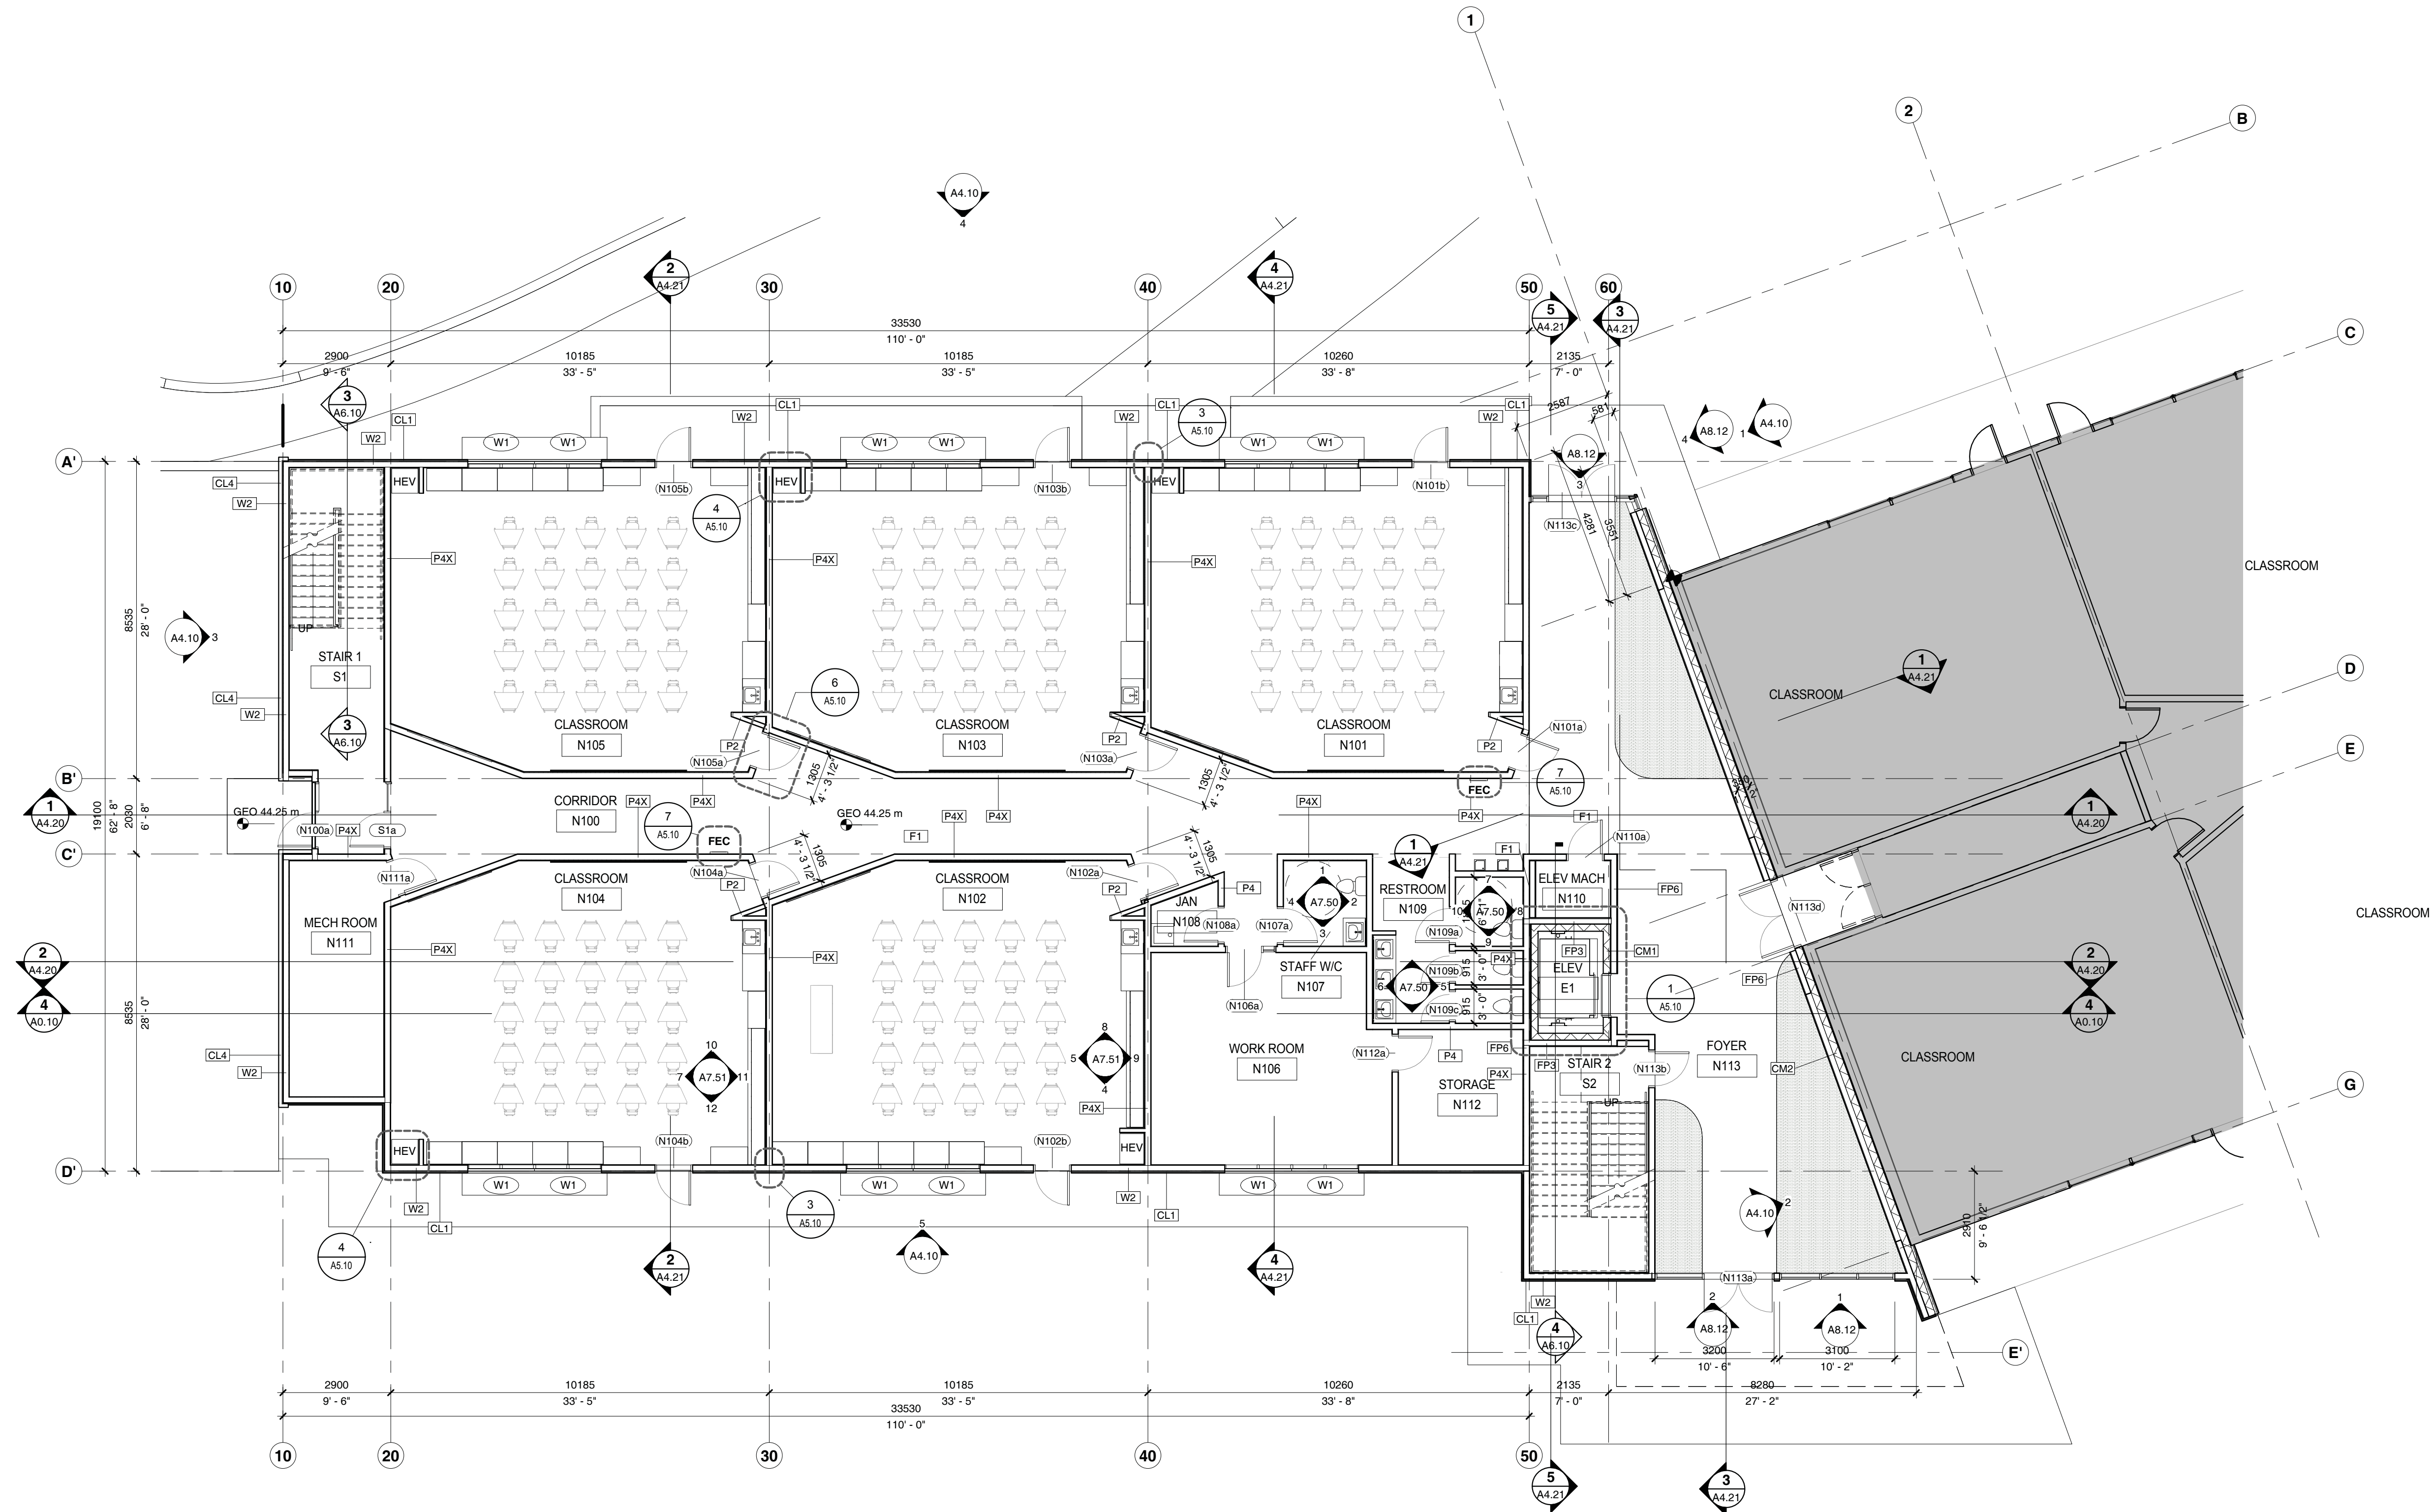 1
2
B
A4.10
4
C
10
20
30
40
50
60
2
A4.21
4
A4.21
5
A4.21
3
A4.21
33530
110' - 0"
2900
9' - 6"
10185
33' - 5"
10185
33' - 5"
10260
33' - 8"
2135
7' - 0"
3
A6.10
CL1
W2
CL1
W2
3
A5.10
CL1
W2
CL1
W2
2587
581
4
A8.12
1
A4.10
W1
W1
W1
W1
W1
W1
A8.12
3
A'
CL4
W2
HEV
HEV
HEV
N105b
N103b
N101b
4
A5.10
N113c
4281
3551
P4X
P4X
P4X
CLASSROOM
8535
28' - 0"
A4.10
3
UP
STAIR 1
S1
CL4
W2
3
A6.10
6
A5.10
CLASSROOM
N105
CLASSROOM
N103
CLASSROOM
N101
P2
N105a
P2
N103a
P2
N101a
1305
4' - 3 1/2"
1305
4' - 3 1/2"
CLASSROOM
1
A4.21
D
E
B'
7
A5.10
FEC
1
A4.20
19100
62' - 8"
2030
6' - 8"
GEO 44.25 m
N100a
P4X
S1a
CORRIDOR
N100
P4X
P4X
7
A5.10
FEC
GEO 44.25 m
F1
P4X
P4X
P4X
P4X
F1
F1
N110a
1
A4.21
1
A4.20
C'
N111a
N104a
P2
1305
4' - 3 1/2"
N102a
P2
1305
4' - 3 1/2"
CLASSROOM
N104
CLASSROOM
N102
MECH ROOM
N111
P4X
P4X
JAN
N108
P4
N108a
N107a
1
4
A7.50
2
3
RESTROOM
N109
7
10
A7.50
8
9
N109a
ELEV MACH
N110
FP6
N113d
CLASSROOM
2
A4.20
4
A0.10
STAFF W/C
N107
N106a
6
A7.50
5
N109b
N109c
915
3' - 0"
915
3' - 0"
P4X
FP3
ELEV
E1
CM1
1
A5.10
FP6
2
A4.20
4
A0.10
8535
28' - 0"
CL4
W2
10
7
A7.51
11
12
8
5
A7.51
9
4
P4X
WORK ROOM
N106
N112a
P4
FP6
P4X
STORAGE
N112
FP3
STAIR 2
S2
UP
N113b
FOYER
N113
CM2
CLASSROOM
G
HEV
N104b
N102b
HEV
D'
W1
W1
W1
W1
W1
W1
W2
CL1
4
A5.10
2
A4.21
3
A5.10
5
A4.10
W2
CL1
4
A4.21
A4.10
2
2910
9' - 6 1/2"
N113a
W2
CL1
4
A6.10
2
A8.12
1
A8.12
3200
10' - 6"
3100
10' - 2"
E'
2900
9' - 6"
10185
33' - 5"
10185
33' - 5"
10260
33' - 8"
2135
7' - 0"
8280
27' - 2"
33530
110' - 0"
10
20
30
40
50
5
A4.21
3
A4.21